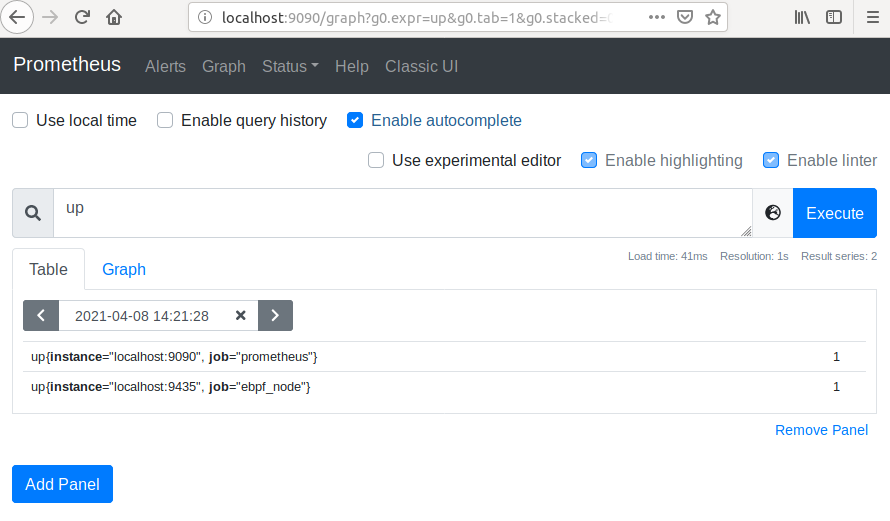 localhost:9090/graph?g0.expr=up&g0.tab=1&g0.stacked=
Prometheus Alerts Graph Status Help Classic UI
Use local time Enable query history Enable autocomplete
Use experimental editor Enable highlighting Enable linter
up Execute
Load time: 41ms Resolution: 1s Result series: 2
Table Graph
2021-04-08 14:21:28
up{instance="localhost:9090", job="prometheus"} 1
up{instance="localhost:9435", job="ebpf_node"} 1
Remove Panel
Add Panel